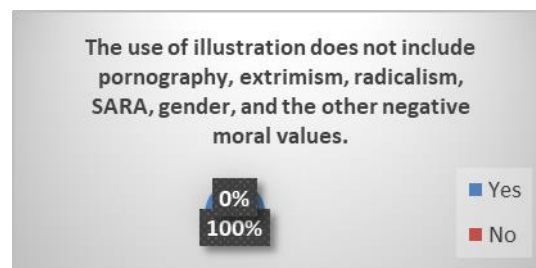 The use of illustration does not include
pornography, extrimism, radicalism,
SARA, gender, and the other negative
moral values.
0%
100%
Yes
No